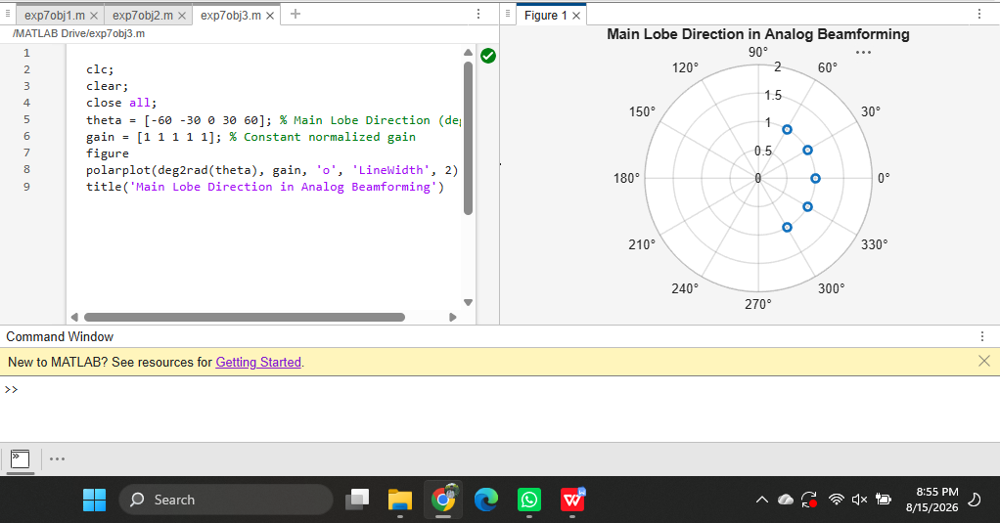 exp7obj1.m
exp7obj2.m
exp7obj3.m
/MATLAB Drive/exp7obj3.m
1
2 clc;
3 clear;
4 close all;
5 theta = [-60 -30 0 30 60]; % Main Lobe Direction (deg
6 gain = [1 1 1 1 1]; % Constant normalized gain
7 figure
8 polarplot(deg2rad(theta), gain, 'o', 'LineWidth', 2)
9 title('Main Lobe Direction in Analog Beamforming')
Figure 1
Main Lobe Direction in Analog Beamforming
90°
120°
2
60°
1.5
150°
1
30°
0.5
180°
0
0°
210°
330°
240°
300°
270°
Command Window
New to MATLAB? See resources for Getting Started.
>>
Search
8:55 PM
8/15/2026